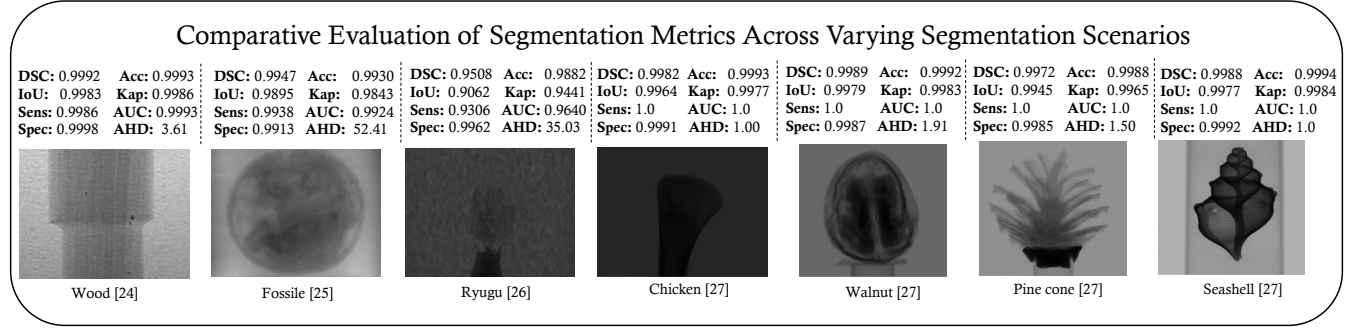 Comparative Evaluation of Segmentation Metrics Across Varying Segmentation Scenarios
DSC: 0.9992 Acc: 0.9993
IoU: 0.9983 Kap: 0.9986
Sens: 0.9986 AUC: 0.9993
Spec: 0.9998 AHD: 3.61
Wood [24]
DSC: 0.9947 Acc: 0.9930
IoU: 0.9895 Kap: 0.9843
Sens: 0.9938 AUC: 0.9924
Spec: 0.9913 AHD: 52.41
Fossile [25]
DSC: 0.9508 Acc: 0.9882
IoU: 0.9062 Kap: 0.9441
Sens: 0.9306 AUC: 0.9640
Spec: 0.9962 AHD: 35.03
Ryugu [26]
DSC: 0.9982 Acc: 0.9993
IoU: 0.9964 Kap: 0.9977
Sens: 1.0 AUC: 1.0
Spec: 0.9991 AHD: 1.00
Chicken [27]
DSC: 0.9989 Acc: 0.9992
IoU: 0.9979 Kap: 0.9983
Sens: 1.0 AUC: 1.0
Spec: 0.9987 AHD: 1.91
Walnut [27]
DSC: 0.9972 Acc: 0.9988
IoU: 0.9945 Kap: 0.9965
Sens: 1.0 AUC: 1.0
Spec: 0.9985 AHD: 1.50
Pine cone [27]
DSC: 0.9988 Acc: 0.9994
IoU: 0.9977 Kap: 0.9984
Sens: 1.0 AUC: 1.0
Spec: 0.9992 AHD: 1.0
Seashell [27]